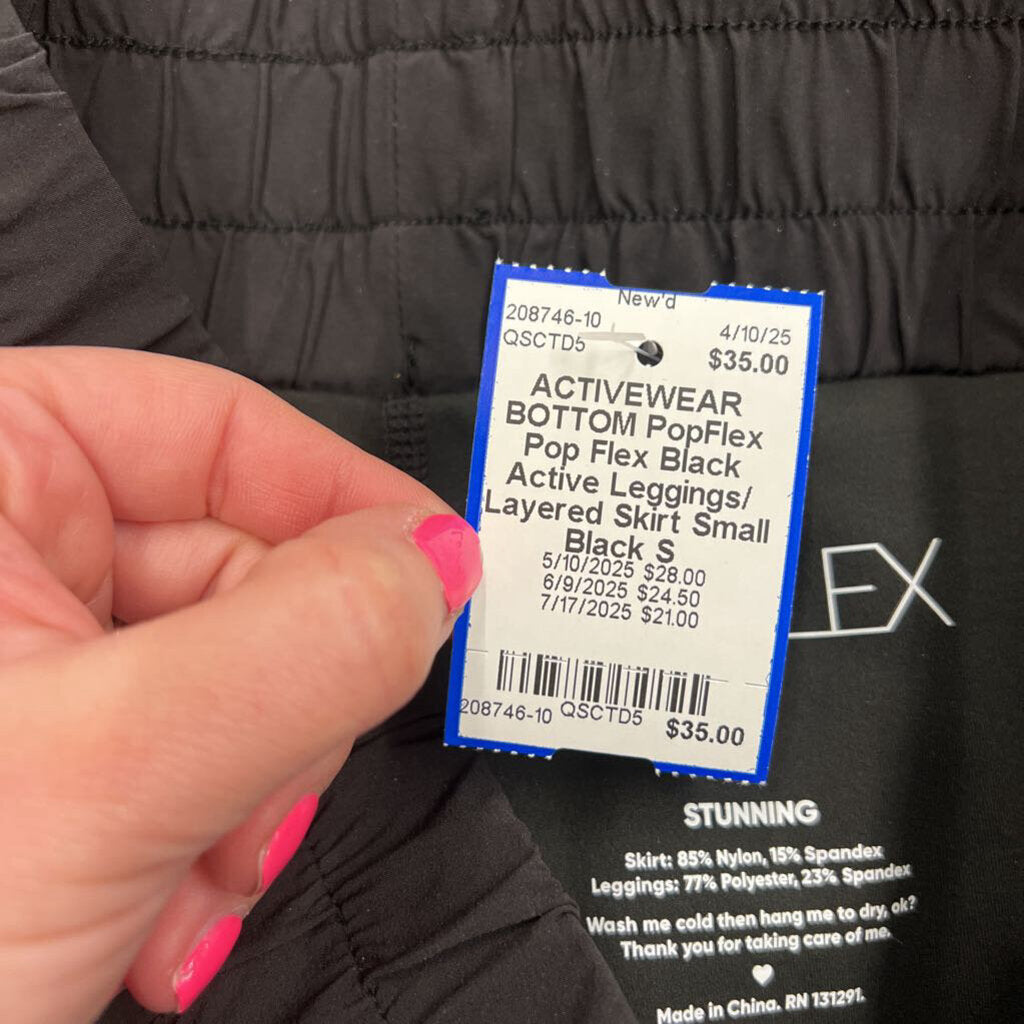 New'd
208746-10 4/10/25
QSCTD5 $35.00
ACTIVEWEAR
BOTTOM PopFlex
Pop Flex Black
Active Leggings/
Layered Skirt Small
Black S
5/10/2025 $28.00
6/9/2025 $24.50
7/17/2025 $21.00
208746-10 QSCTD5 $35.00
EX
STUNNING
Skirt: 85% Nylon, 15% Spandex
Leggings: 77% Polyester, 23% Spandex
Wash me cold then hang me to dry, ok?
Thank you for taking care of me.
Made in China. RN 131291.